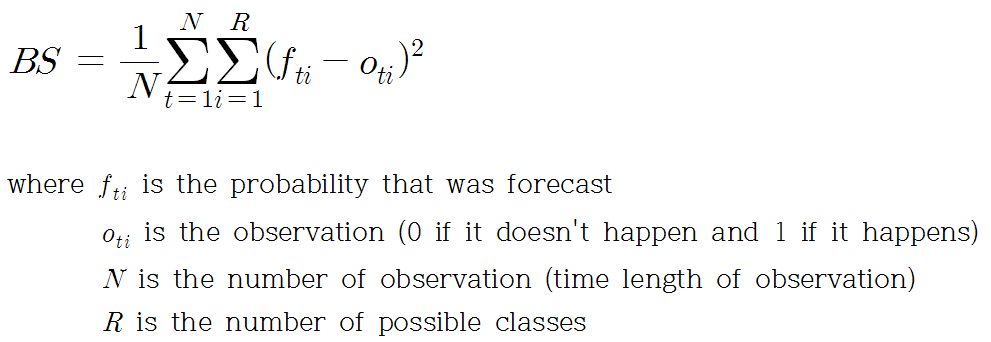 BS = \frac{1}{N}\sum_{t=1}^{N}\sum_{i=1}^{R}(f_{ti} - o_{ti})^2
where f_{ti} is the probability that was forecast
o_{ti} is the observation (0 if it doesn't happen and 1 if it happens)
N is the number of observation (time length of observation)
R is the number of possible classes